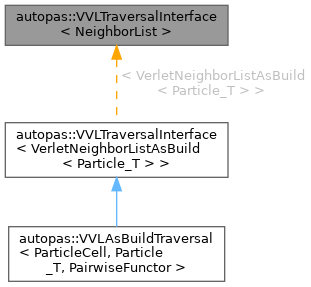 autopas::VVLTraversalInterface
< NeighborList >
< VerletNeighborListAsBuild
< Particle_T > >
autopas::VVLTraversalInterface
< VerletNeighborListAsBuild
< Particle_T > >
autopas::VVLAsBuildTraversal
< ParticleCell, Particle
_T, PairwiseFunctor >